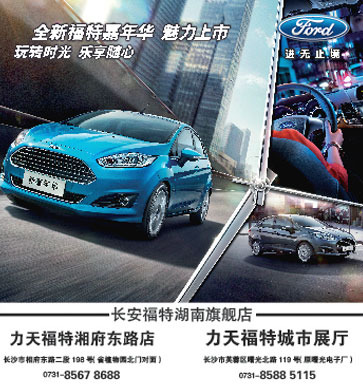 全新福特嘉年华 魅力上市
玩转时光 乐享随心
Ford
进无止境
长安福特湖南旗舰店
力天福特湘府东路店
长沙市湘府东路二段198号(省植物园北门对面)
0731-8567 8688
力天福特城市展厅
长沙市芙蓉区曙光北路119号(原曙光电子厂)
0731-8588 5115